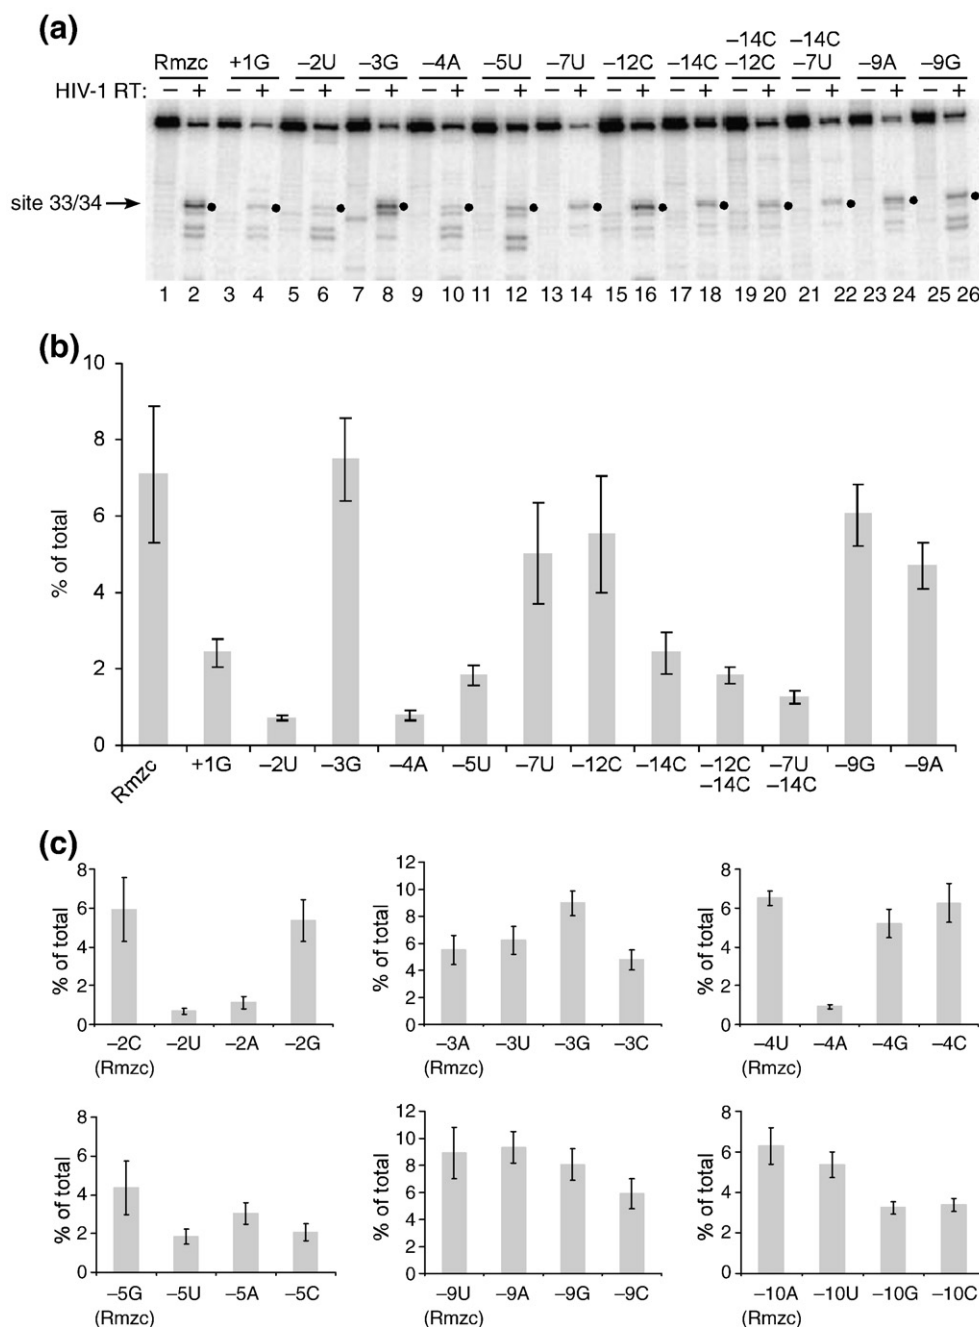 (a)
–14C –14C
Rmzc +1G –2U –3G –4A –5U –7U –12C –14C –12C –7U –9A –9G
HIV-1 RT: – + – + – + – + – + – + – + – + – + – + – + – + – +
site 33/34
1 2 3 4 5 6 7 8 9 10 11 12 13 14 15 16 17 18 19 20 21 22 23 24 25 26
(b)
10
8
6
4
2
0
% of total
Rmzc +1G –2U –3G –4A –5U –7U –12C –14C –12C –7U –9G –9A
–14C –14C
(c)
8
6
4
2
0
% of total
–2C –2U –2A –2G
(Rmzc)
12
10
8
6
4
2
0
% of total
–3A –3U –3G –3C
(Rmzc)
8
6
4
2
0
% of total
–4U –4A –4G –4C
(Rmzc)
8
6
4
2
0
% of total
–5G –5U –5A –5C
(Rmzc)
12
10
8
6
4
2
0
% of total
–9U –9A –9G –9C
(Rmzc)
8
6
4
2
0
% of total
–10A –10U –10G –10C
(Rmzc)